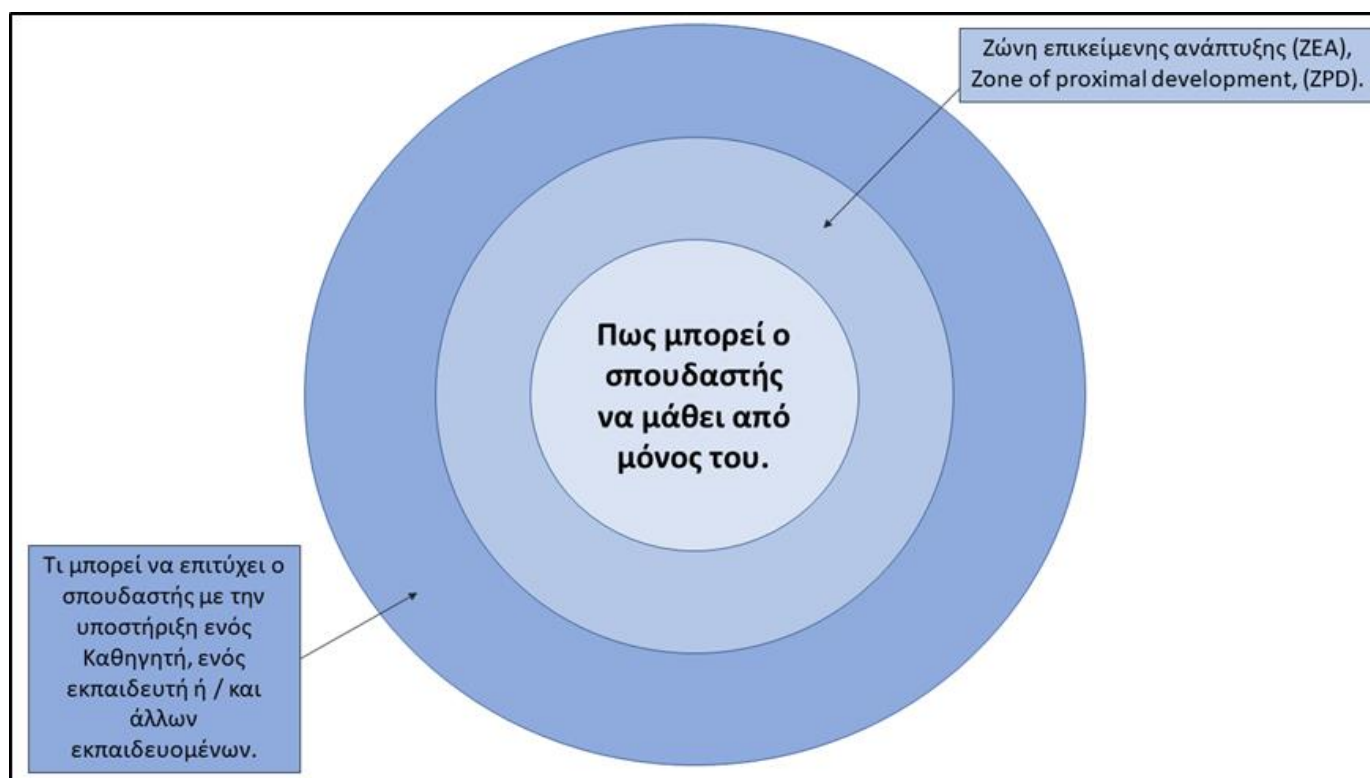 Ζώνη επικείμενης ανάπτυξης (ΖΕΑ),
Zone of proximal development, (ZPD).
Πως μπορεί ο
σπουδαστής
να μάθει από
μόνος του.
Τι μπορεί να επιτύχει ο
σπουδαστής με την
υποστήριξη ενός
Καθηγητή, ενός
εκπαιδευτή ή / και
άλλων
εκπαιδευομένων.